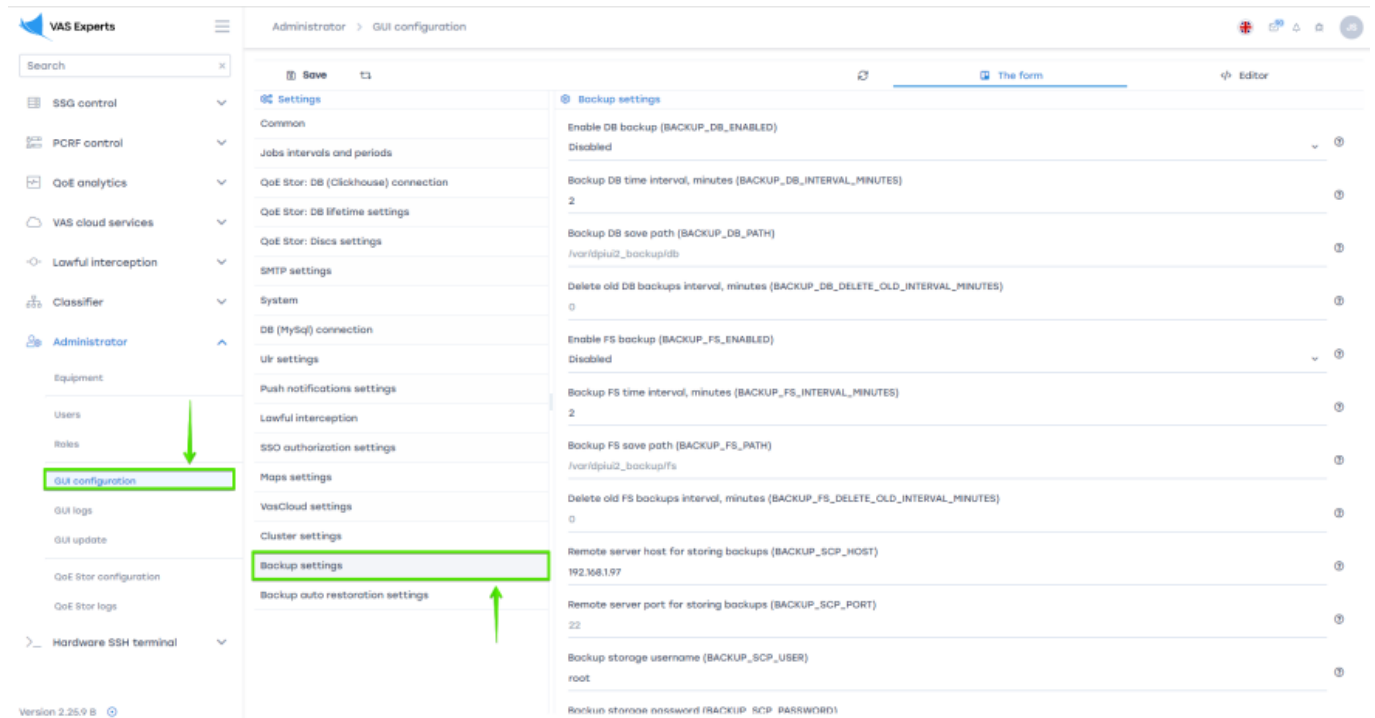 VAS Experts
Administrator > GUI configuration
90
JS
Search ×
Save
The form
</> Editor
SSG control
PCRF control
QoE analytics
VAS cloud services
Lawful interception
Classifier
Administrator
Equipment
Users
Roles
GUI configuration
GUI logs
GUI update
QoE Stor configuration
QoE Stor logs
>_ Hardware SSH terminal
Version 2.25.9 B
Settings
Common
Jobs intervals and periods
QoE Stor: DB (Clickhouse) connection
QoE Stor: DB lifetime settings
QoE Stor: Discs settings
SMTP settings
System
DB (MySql) connection
Ulr settings
Push notifications settings
Lawful interception
SSO authorization settings
Maps settings
VasCloud settings
Cluster settings
Backup settings
Backup auto restoration settings
Backup settings
Enable DB backup (BACKUP_DB_ENABLED)
Disabled
Backup DB time interval, minutes (BACKUP_DB_INTERVAL_MINUTES)
2
Backup DB save path (BACKUP_DB_PATH)
/var/dpiui2_backup/db
Delete old DB backups interval, minutes (BACKUP_DB_DELETE_OLD_INTERVAL_MINUTES)
0
Enable FS backup (BACKUP_FS_ENABLED)
Disabled
Backup FS time interval, minutes (BACKUP_FS_INTERVAL_MINUTES)
2
Backup FS save path (BACKUP_FS_PATH)
/var/dpiui2_backup/fs
Delete old FS backups interval, minutes (BACKUP_FS_DELETE_OLD_INTERVAL_MINUTES)
0
Remote server host for storing backups (BACKUP_SCP_HOST)
192.168.1.97
Remote server port for storing backups (BACKUP_SCP_PORT)
22
Backup storage username (BACKUP_SCP_USER)
root
Backup storage password (BACKUP_SCP_PASSWORD)